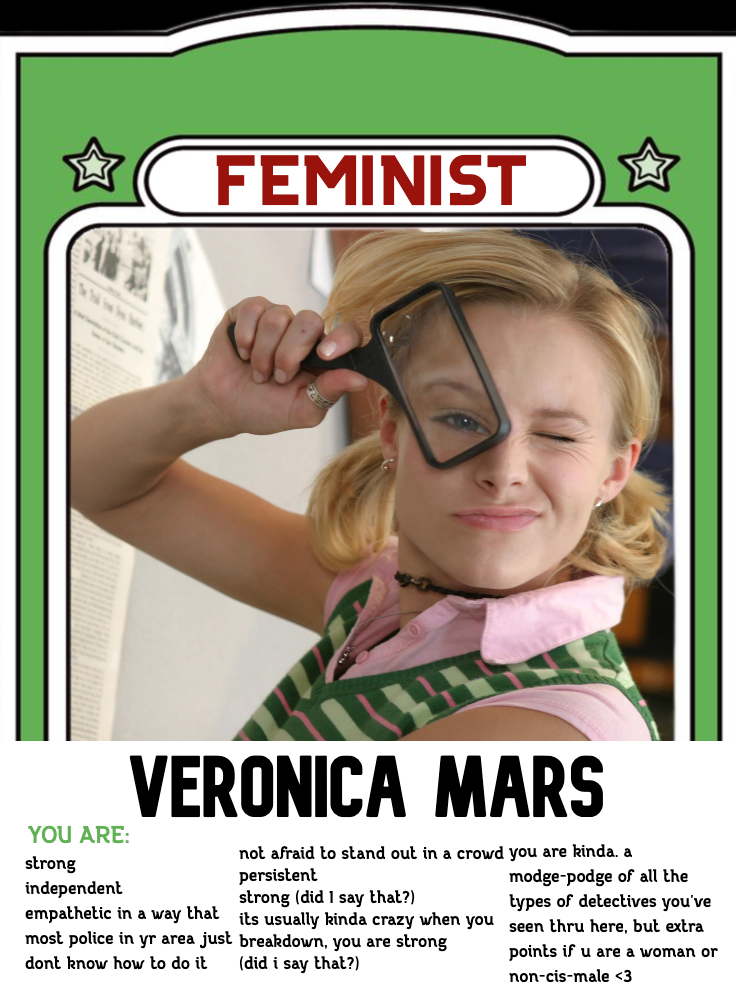 FEMINIST
VERONICA MARS
YOU ARE:
strong
independent
empathetic in a way that
most police in yr area just
dont know how to do it
not afraid to stand out in a crowd
persistent
strong (did I say that?)
its usually kinda crazy when you
breakdown, you are strong
(did i say that?)
you are kinda. a
modge-podge of all the
types of detectives you've
seen thru here, but extra
points if u are a woman or
non-cis-male <3